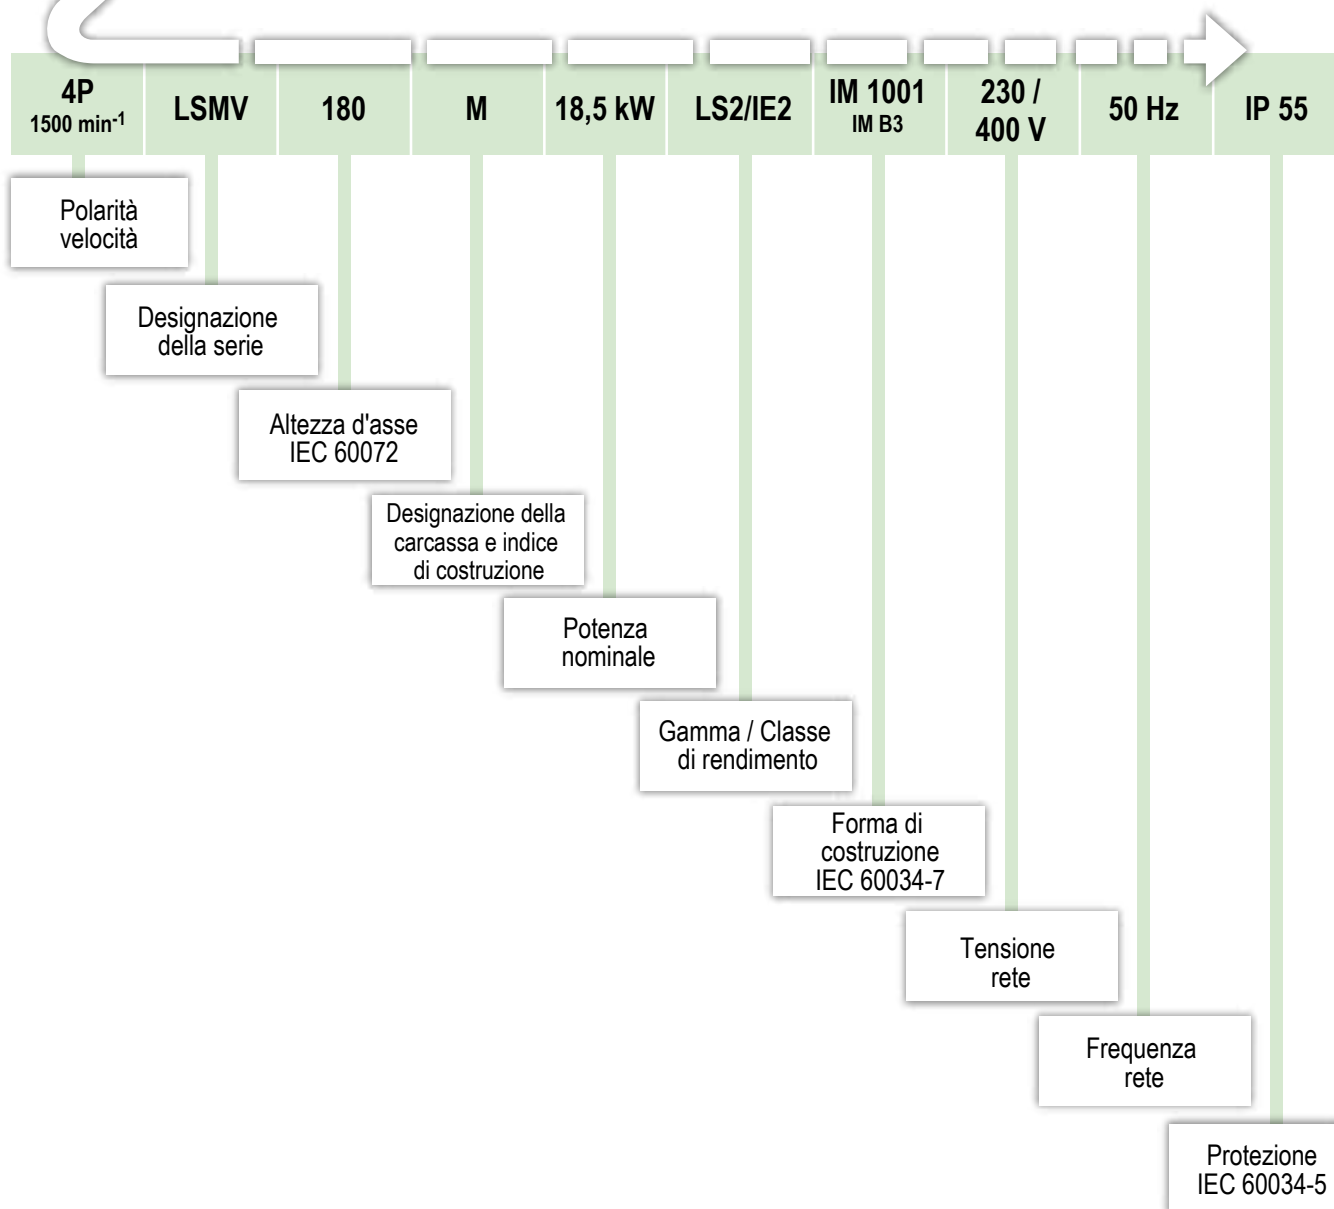 4P
1500 min-1
LSMV
180
M
18,5 kW
LS2/IE2
IM 1001
IM B3
230 /
400 V
50 Hz
IP 55
Polarità
velocità
Designazione
della serie
Altezza d'asse
IEC 60072
Designazione della
carcassa e indice
di costruzione
Potenza
nominale
Gamma / Classe
di rendimento
Forma di
costruzione
IEC 60034-7
Tensione
rete
Frequenza
rete
Protezione
IEC 60034-5